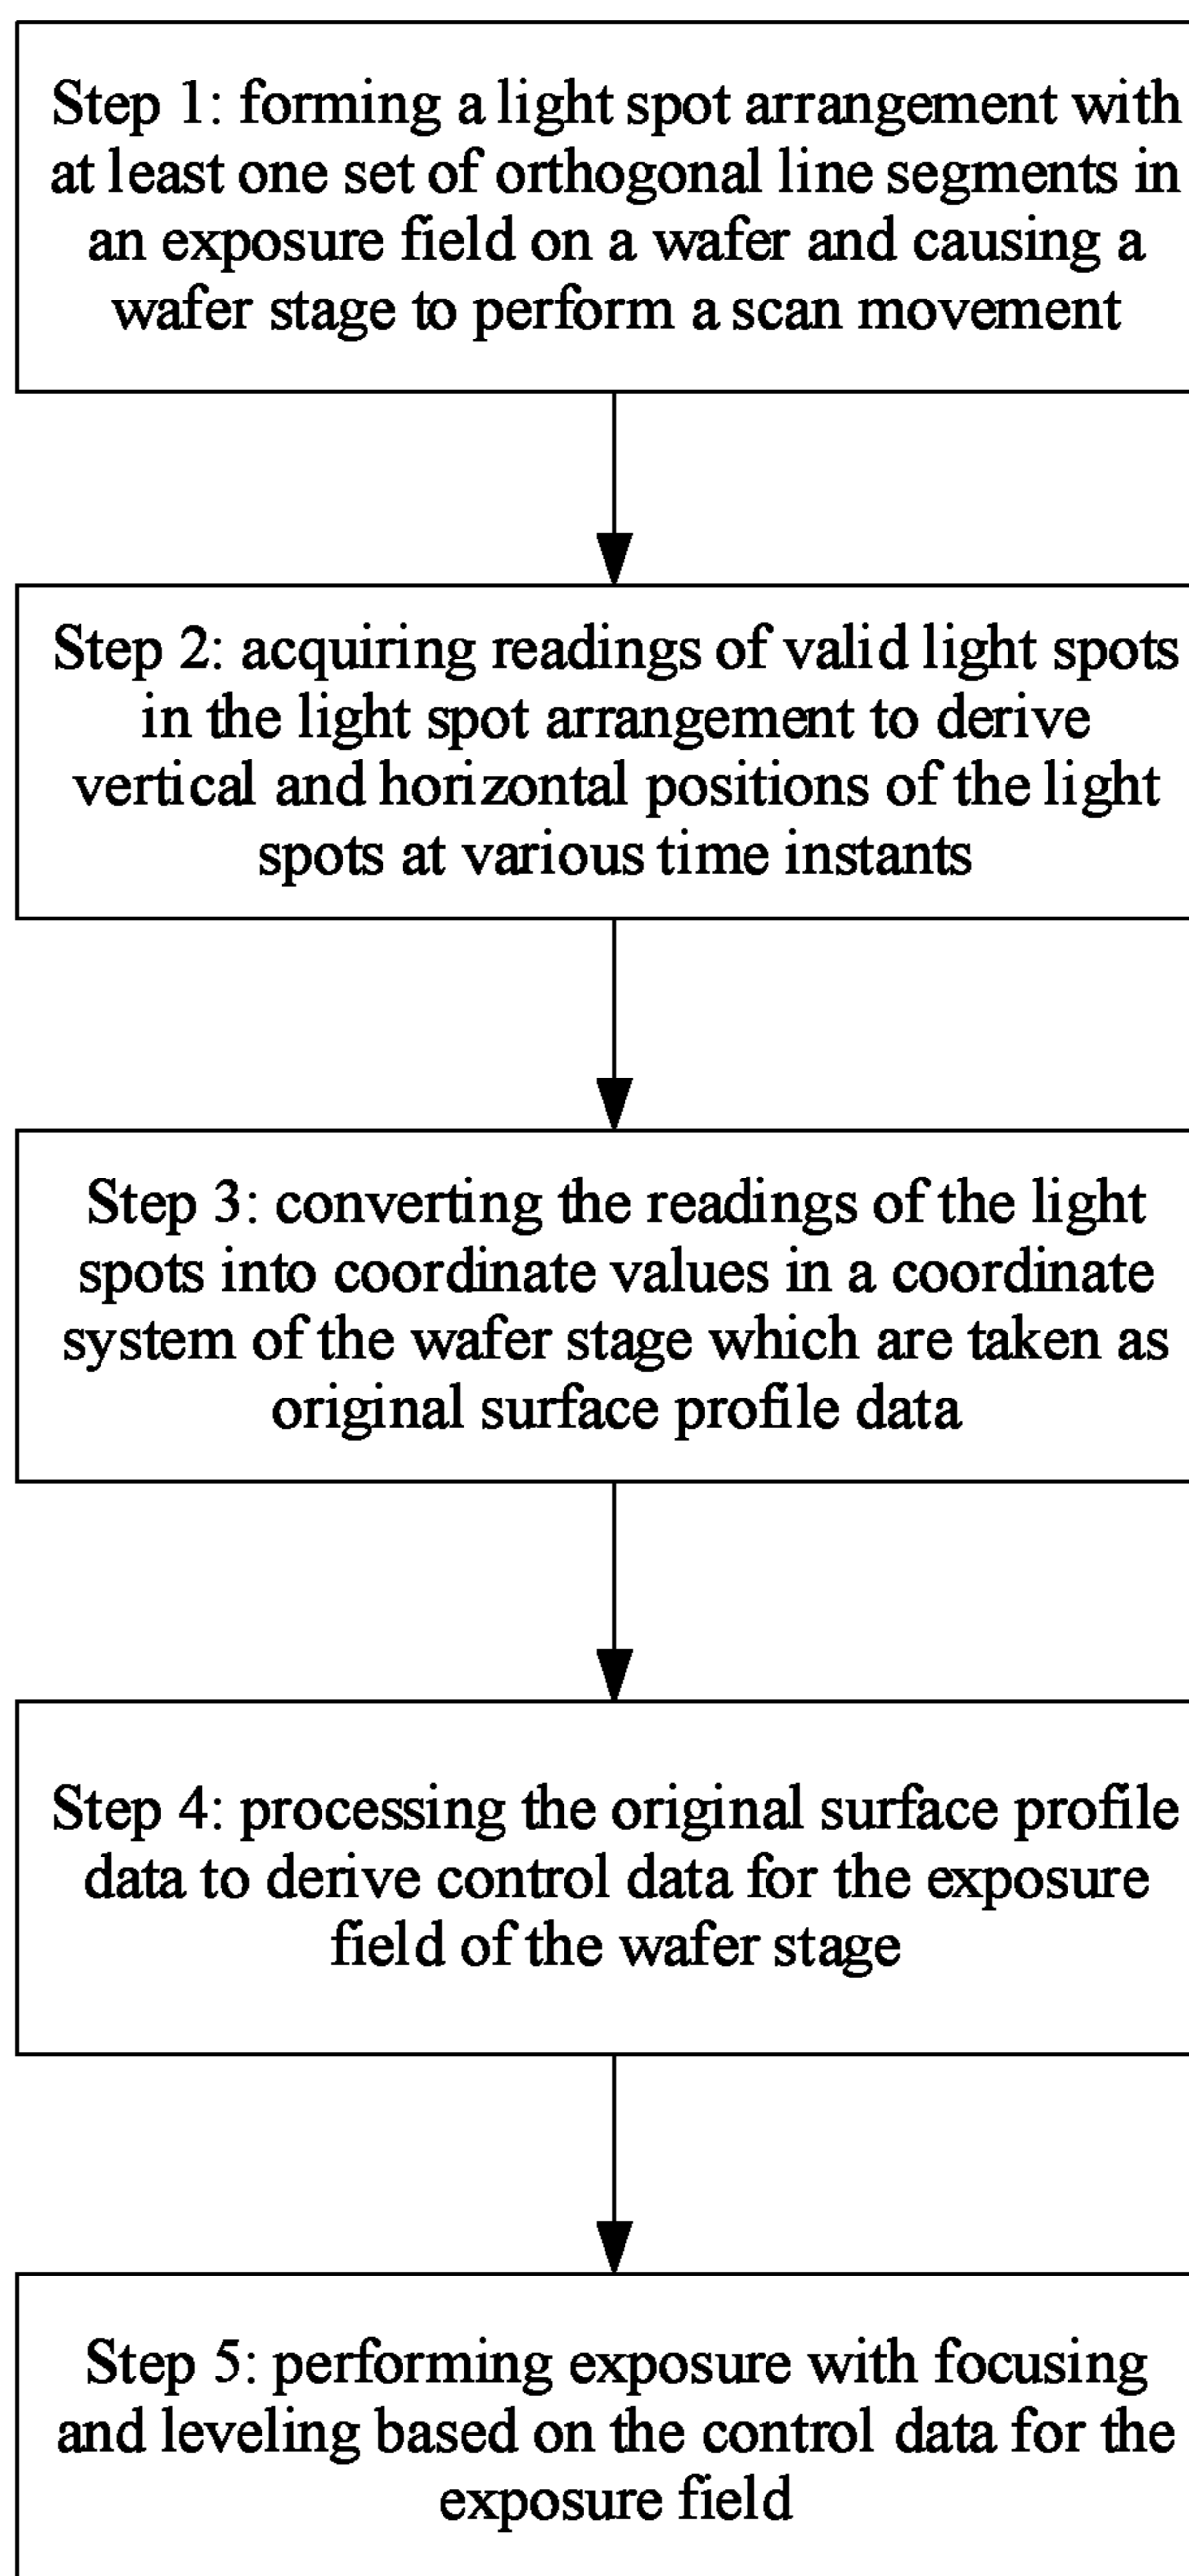 Step 1: forming a light spot arrangement with
at least one set of orthogonal line segments in
an exposure field on a wafer and causing a
wafer stage to perform a scan movement
Step 2: acquiring readings of valid light spots
in the light spot arrangement to derive
vertical and horizontal positions of the light
spots at various time instants
Step 3: converting the readings of the light
spots into coordinate values in a coordinate
system of the wafer stage which are taken as
original surface profile data
Step 4: processing the original surface profile
data to derive control data for the exposure
field of the wafer stage
Step 5: performing exposure with focusing
and leveling based on the control data for the
exposure field